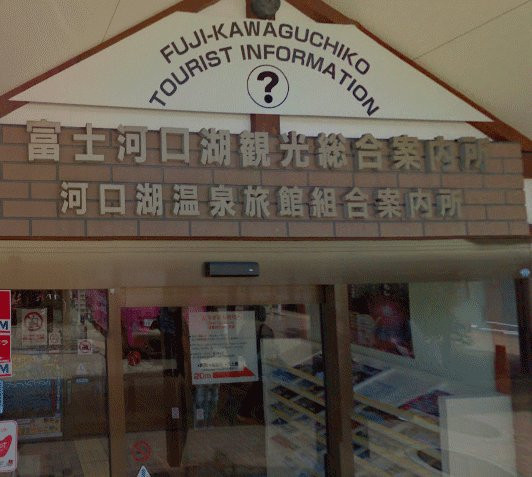 FUJI-KAWAGUCHIKO
TOURIST INFORMATION
?
富士河口湖観光総合案内所
河口湖温泉旅館組合案内所